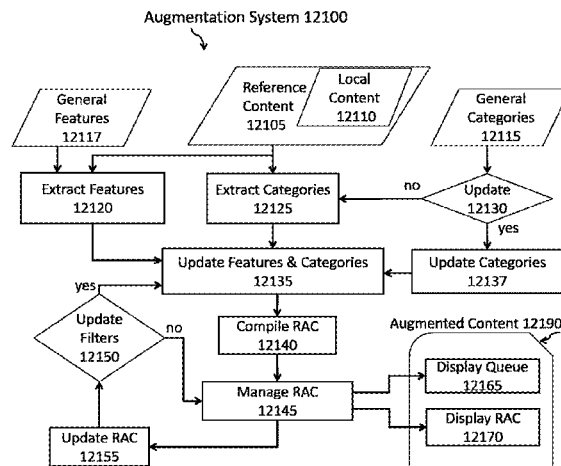 Augmentation System 12100
General
Features
12117
Reference
Content
12105
Local
Content
12110
General
Categories
12115
Extract Features
12120
Extract Categories
12125
no
Update
12130
yes
Update Features & Categories
12135
Update Categories
12137
yes
Update
Filters
12150
no
Compile RAC
12140
Augmented Content 12190
Manage RAC
12145
Display Queue
12165
Update RAC
12155
Display RAC
12170